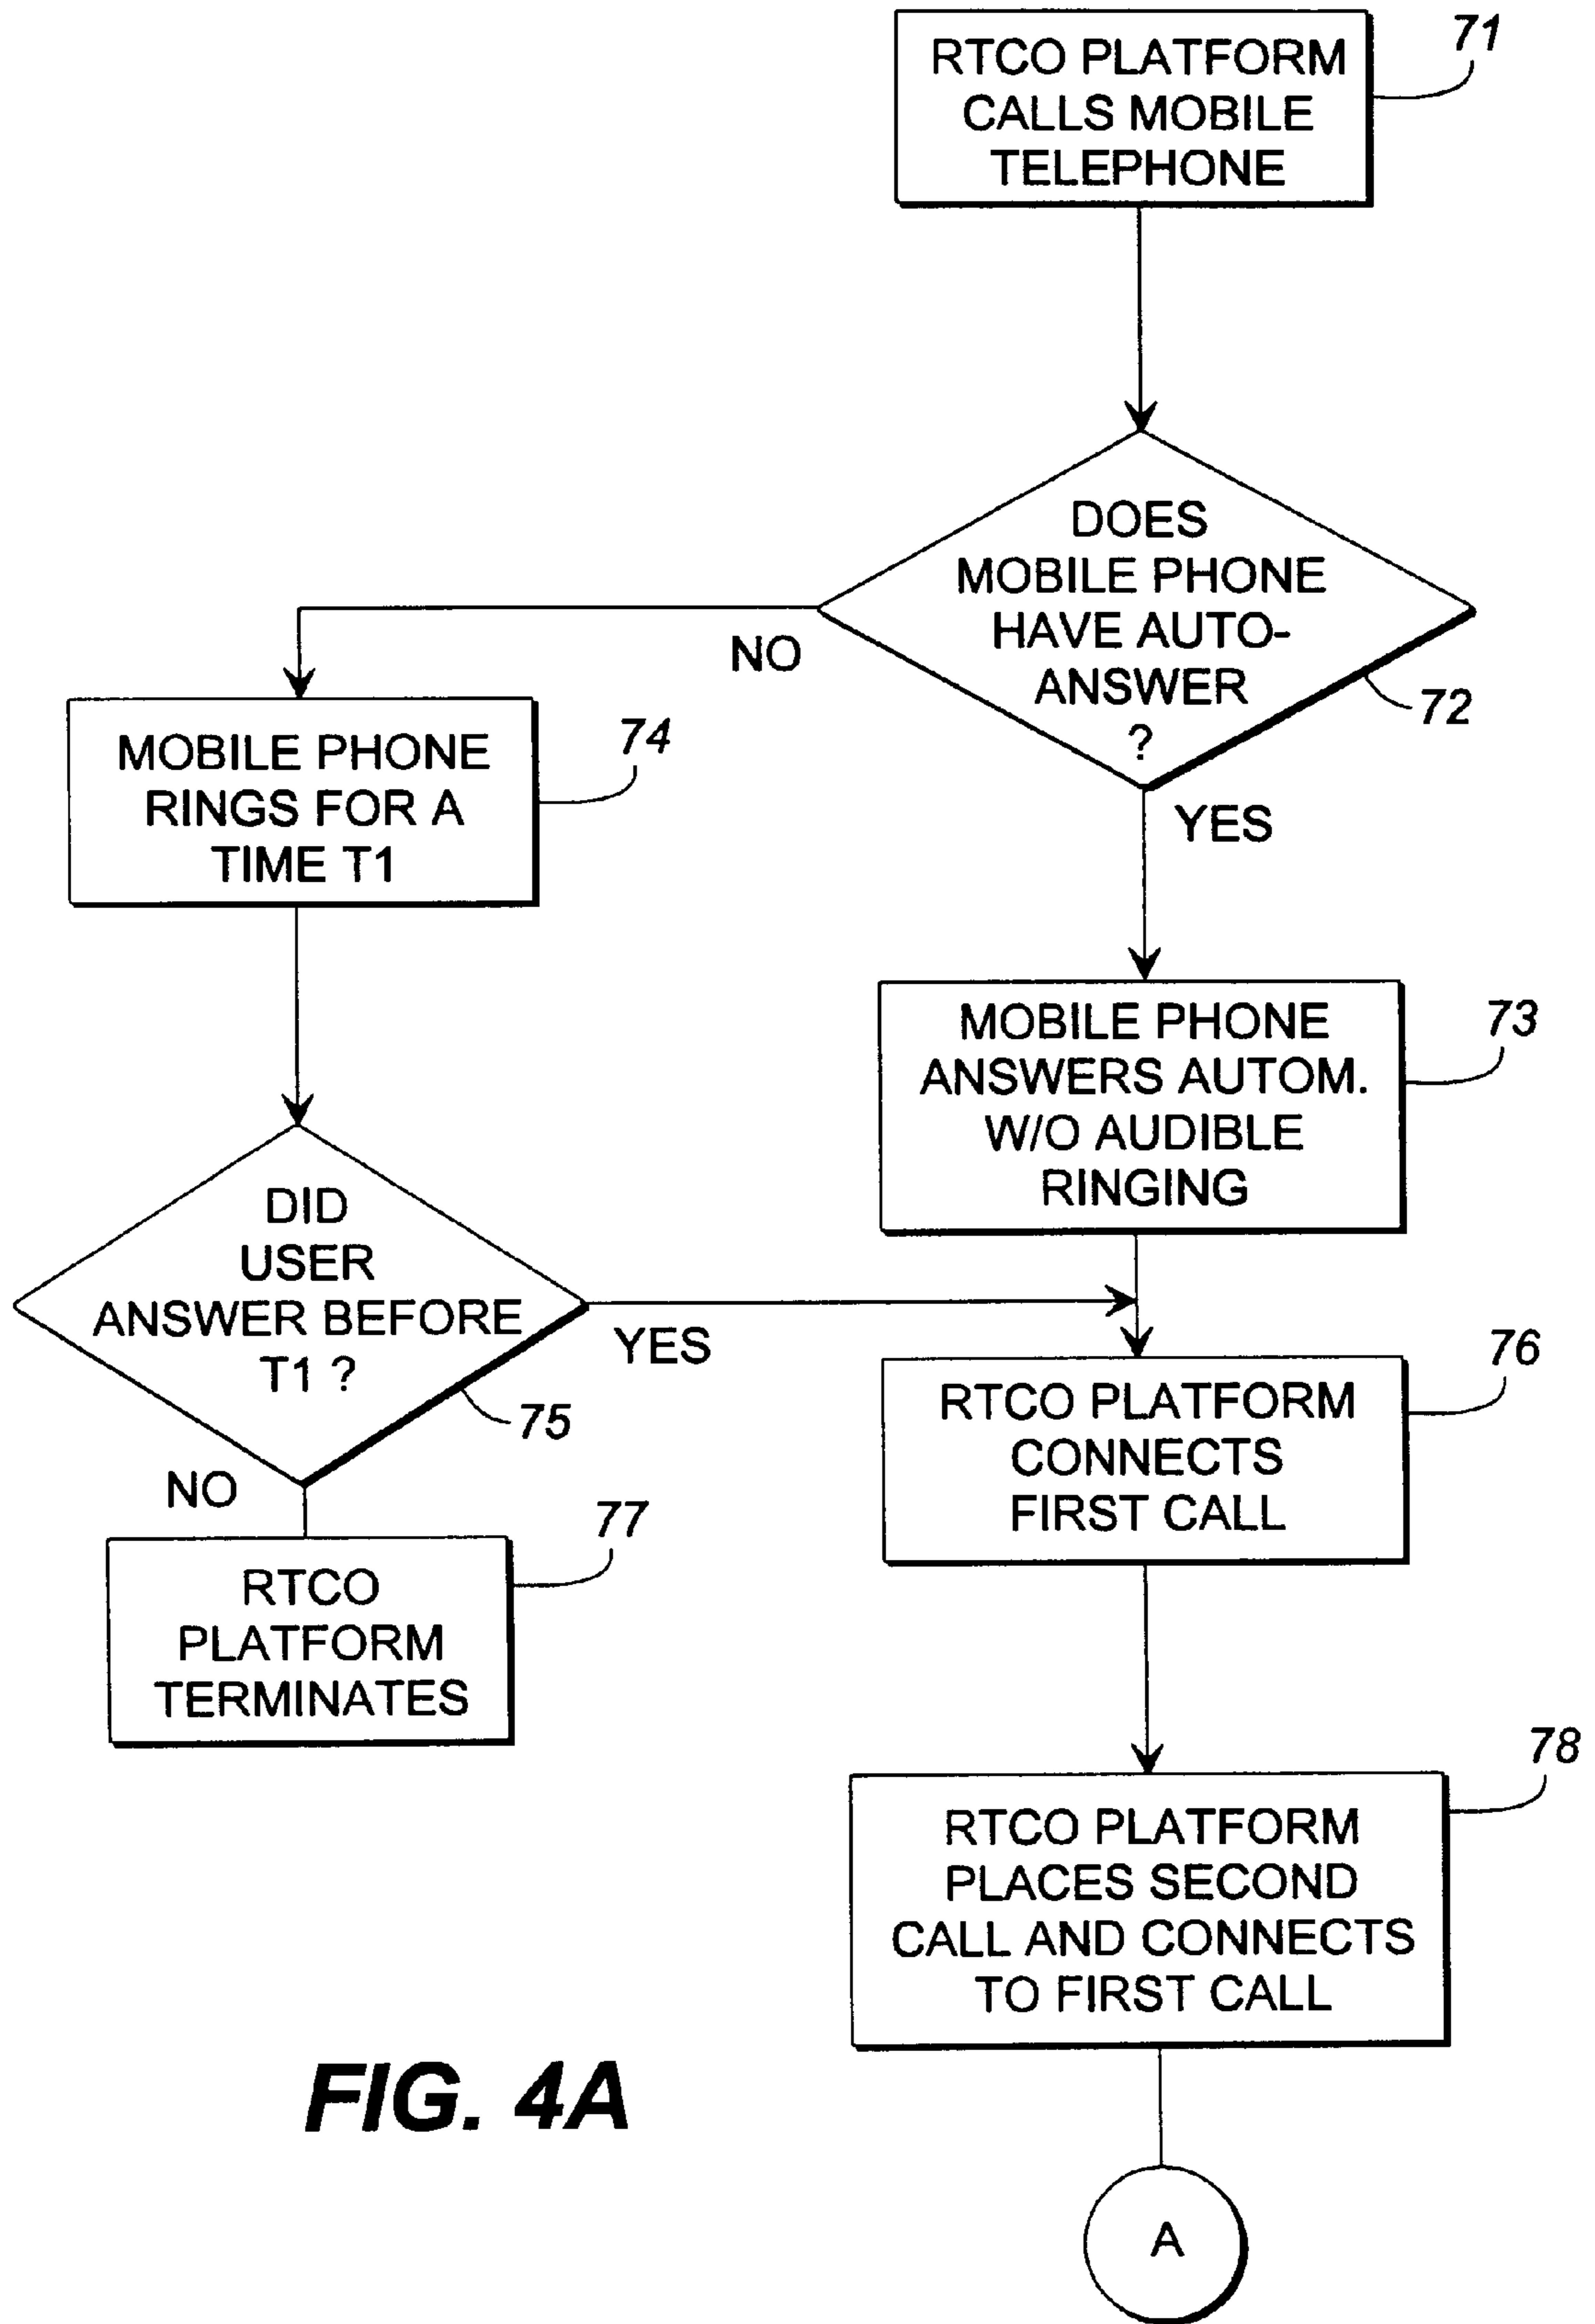 71
RTCO PLATFORM
CALLS MOBILE
TELEPHONE
DOES
MOBILE PHONE
HAVE AUTO-
ANSWER
?
72
NO
YES
74
MOBILE PHONE
RINGS FOR A
TIME T1
73
MOBILE PHONE
ANSWERS AUTOM.
W/O AUDIBLE
RINGING
DID
USER
ANSWER BEFORE
T1 ?
75
YES
NO
76
RTCO PLATFORM
CONNECTS
FIRST CALL
77
RTCO
PLATFORM
TERMINATES
78
RTCO PLATFORM
PLACES SECOND
CALL AND CONNECTS
TO FIRST CALL
FIG. 4A
A